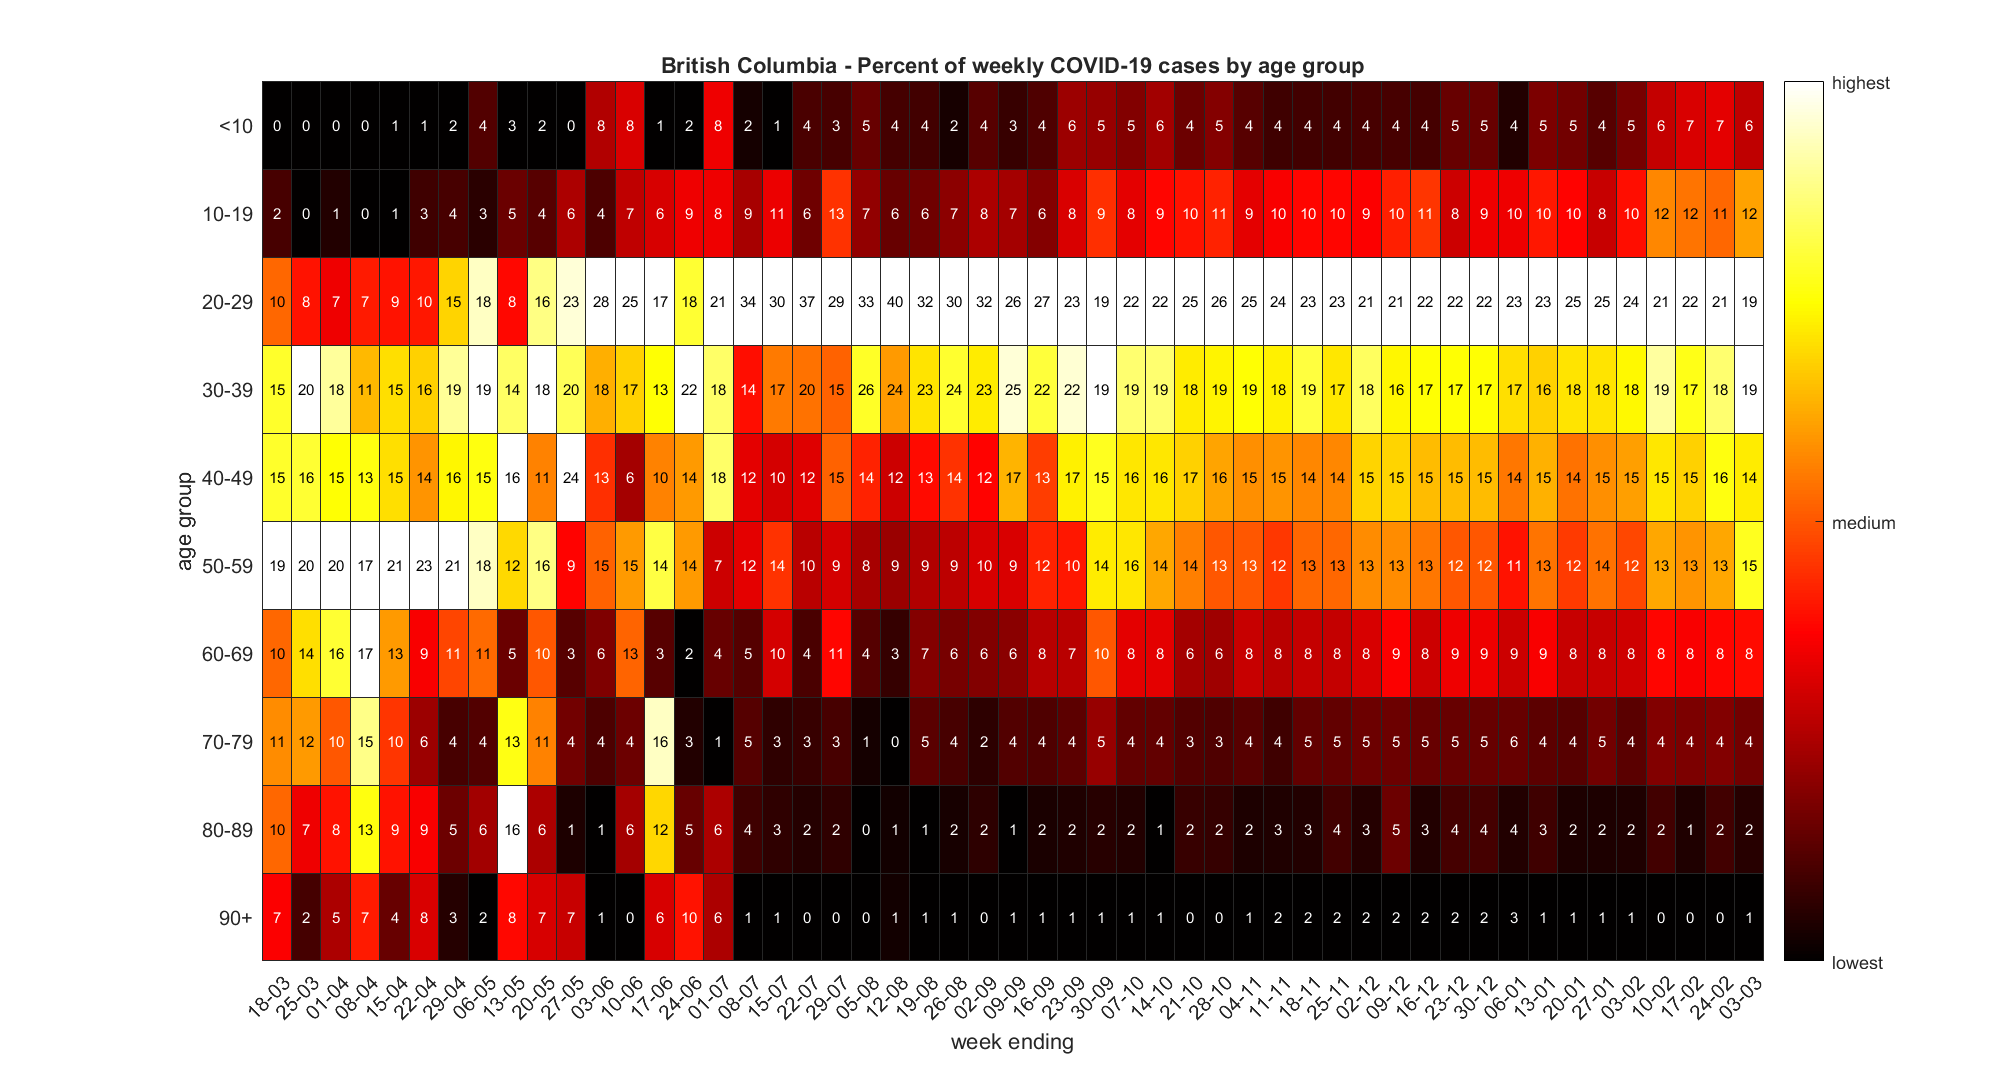 British Columbia - Percent of weekly COVID-19 cases by age group
highest
<10 0 0 0 0 1 1 2 4 3 2 0 8 8 1 2 8 2 1 4 3 5 4 4 2 4 3 4 6 5 5 6 4 5 4 4 4 4 4 4 4 5 5 4 5 5 4 5 6 7 7 6
10-19 2 0 1 0 1 3 4 3 5 4 6 4 7 6 9 8 9 11 6 13 7 6 6 7 8 7 6 8 9 8 9 10 11 9 10 10 10 9 10 11 8 9 10 10 10 8 10 12 12 11 12
20-29 10 8 7 7 9 10 15 18 8 16 23 28 25 17 18 21 34 30 37 29 33 40 32 30 32 26 27 23 19 22 22 25 26 25 24 23 23 21 21 22 22 22 23 23 25 25 24 21 22 21 19
30-39 15 20 18 11 15 16 19 19 14 18 20 18 17 13 22 18 14 17 20 15 26 24 23 24 23 25 22 22 19 19 19 18 19 19 18 19 17 18 16 17 17 17 17 16 18 18 18 19 17 18 19
40-49 15 16 15 13 15 14 16 15 16 11 24 13 6 10 14 18 12 10 12 15 14 12 13 14 12 17 13 17 15 16 16 17 16 15 15 14 14 15 15 15 15 15 14 15 14 15 15 15 15 16 14
medium
50-59 19 20 20 17 21 23 21 18 12 16 9 15 15 14 14 7 12 14 10 9 8 9 9 9 10 9 12 10 14 16 14 14 13 13 12 13 13 13 13 13 12 12 11 13 12 14 12 13 13 13 15
60-69 10 14 16 17 13 9 11 11 5 10 3 6 13 3 2 4 5 10 4 11 4 3 7 6 6 6 8 7 10 8 8 6 6 8 8 8 8 8 9 8 9 9 9 9 8 8 8 8 8 8 8
70-79 11 12 10 15 10 6 4 4 13 11 4 4 4 16 3 1 5 3 3 3 1 0 5 4 2 4 4 4 5 4 4 3 3 4 4 5 5 5 5 5 5 5 6 4 4 5 4 4 4 4 4
80-89 10 7 8 13 9 9 5 6 16 6 1 1 6 12 5 6 4 3 2 2 0 1 1 2 2 1 2 2 2 2 1 2 2 2 3 3 4 3 5 3 4 4 4 3 2 2 2 2 1 2 2
90+ 7 2 5 7 4 8 3 2 8 7 7 1 0 6 10 6 1 1 0 0 0 1 1 1 0 1 1 1 1 1 1 0 0 1 2 2 2 2 2 2 2 2 3 1 1 1 1 0 0 0 1
lowest
age group
18-03 25-03 01-04 08-04 15-04 22-04 29-04 06-05 13-05 20-05 27-05 03-06 10-06 17-06 24-06 01-07 08-07 15-07 22-07 29-07 05-08 12-08 19-08 26-08 02-09 09-09 16-09 23-09 30-09 07-10 14-10 21-10 28-10 04-11 11-11 18-11 25-11 02-12 09-12 16-12 23-12 30-12 06-01 13-01 20-01 27-01 03-02 10-02 17-02 24-02 03-03
week ending